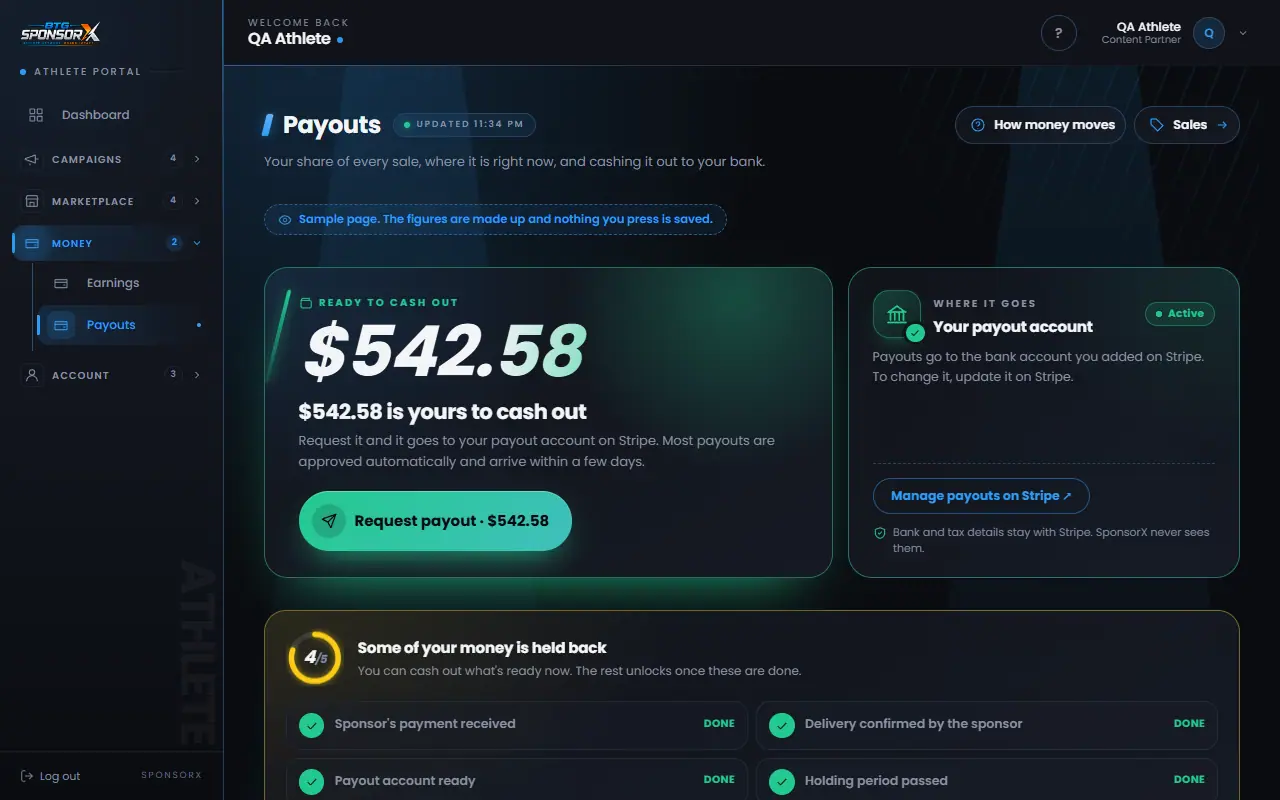 BTG
SPONSORX
WELCOME BACK
QA Athlete
?
QA Athlete
Content Partner
Q
ATHLETE PORTAL
Dashboard
CAMPAIGNS 4
MARKETPLACE 4
MONEY 2
Earnings
Payouts
ACCOUNT 3
ATHLETE
Log out
SPONSORX
Payouts
UPDATED 11:34 PM
How money moves
Sales →
Your share of every sale, where it is right now, and cashing it out to your bank.
Sample page. The figures are made up and nothing you press is saved.
READY TO CASH OUT
$542.58
$542.58 is yours to cash out
Request it and it goes to your payout account on Stripe. Most payouts are
approved automatically and arrive within a few days.
Request payout · $542.58
WHERE IT GOES
Your payout account
Active
Payouts go to the bank account you added on Stripe.
To change it, update it on Stripe.
Manage payouts on Stripe ↗
Bank and tax details stay with Stripe. SponsorX never sees
them.
4/5
Some of your money is held back
You can cash out what's ready now. The rest unlocks once these are done.
Sponsor's payment received DONE
Delivery confirmed by the sponsor DONE
Payout account ready DONE
Holding period passed DONE